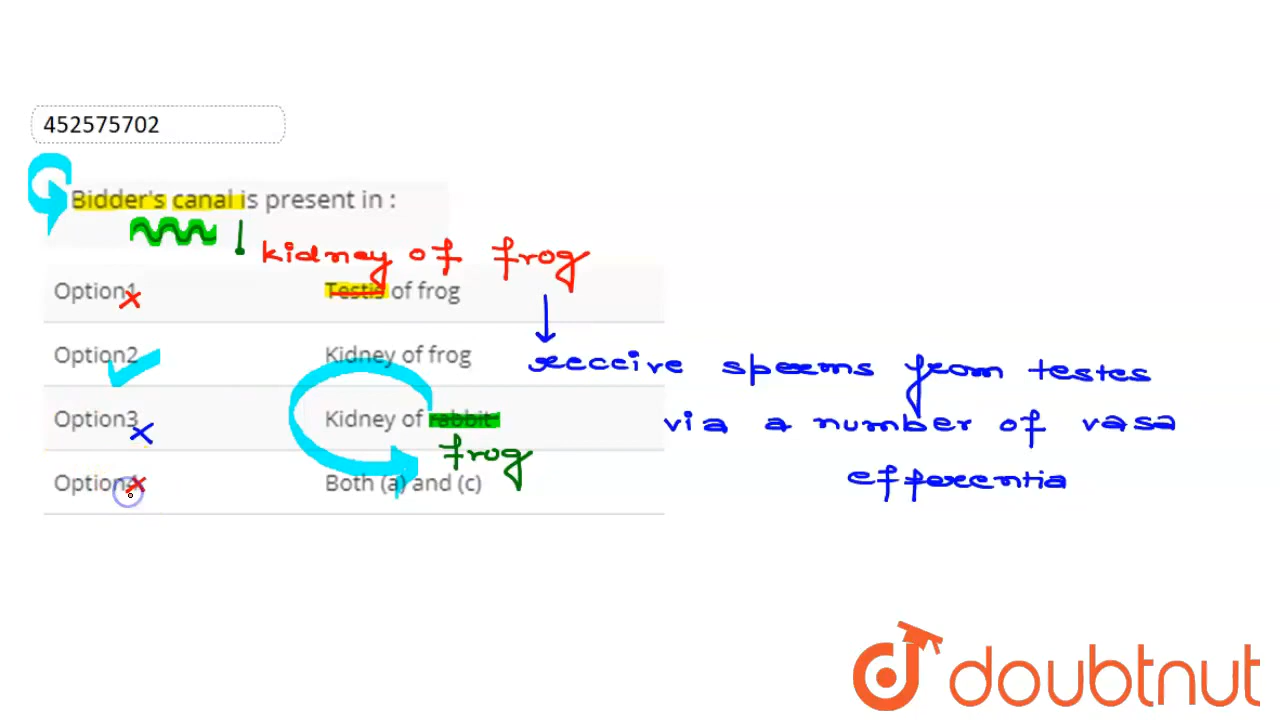 452575702
Bidder's canal is present in :
kidney of frog
Option1 Testis of frog
Option2 Kidney of frog
receive sperms from testes
Option3 Kidney of rabbit
via a number of vasa
frog
Option4 Both (a) and (c)
efferentia
doubtnut